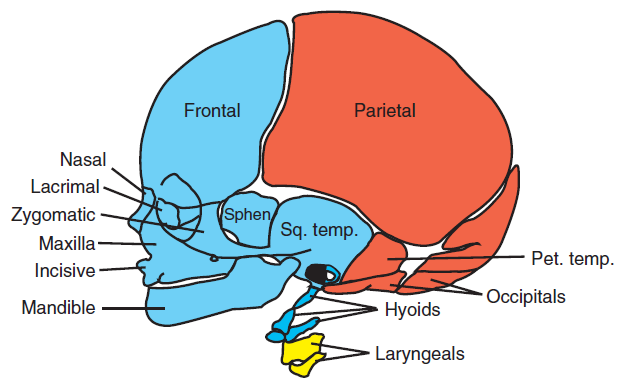 Frontal
Parietal
Nasal
Lacrimal
Zygomatic
Sphen
Sq. temp.
Maxilla
Incisive
Pet. temp.
Mandible
Occipitals
Hyoids
Laryngeals